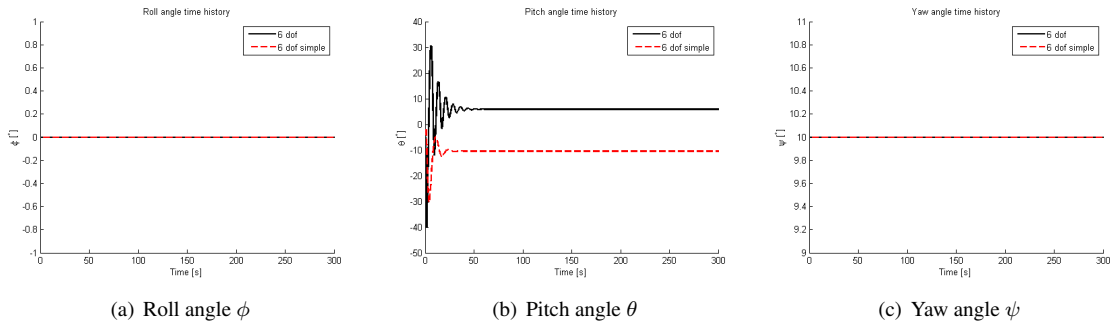 Roll angle time history
6 dof
6 dof simple
1
0.8
0.6
0.4
0.2
0
-0.2
-0.4
-0.6
-0.8
-1
ϕ [°]
0 50 100 150 200 250 300
Time [s]
(a) Roll angle ϕ
Pitch angle time history
6 dof
6 dof simple
40
30
20
10
0
-10
-20
-30
-40
-50
θ [°]
0 50 100 150 200 250 300
Time [s]
(b) Pitch angle θ
Yaw angle time history
6 dof
6 dof simple
11
10.8
10.6
10.4
10.2
10
9.8
9.6
9.4
9.2
9
ψ [°]
0 50 100 150 200 250 300
Time [s]
(c) Yaw angle ψ